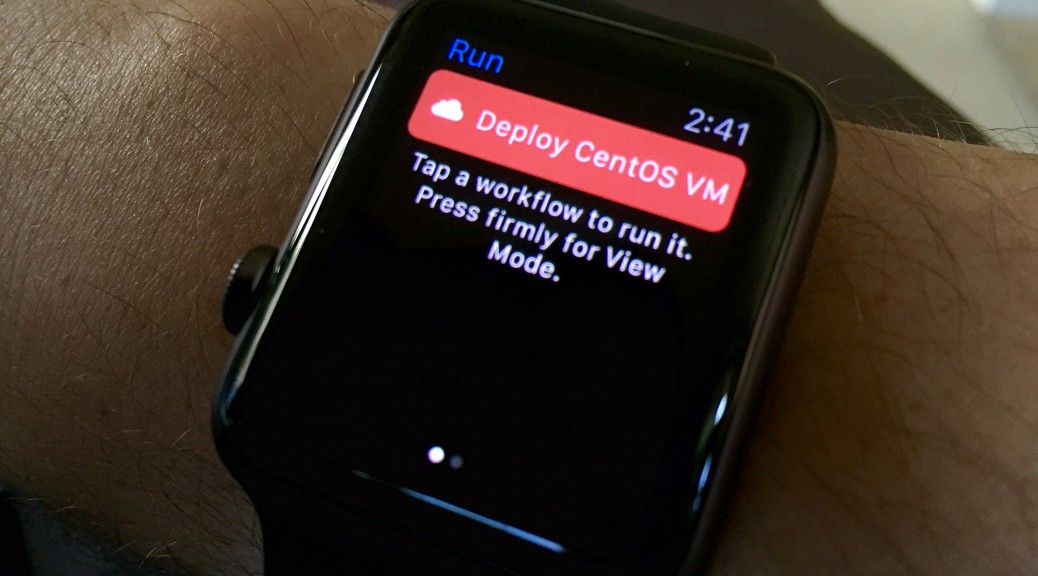 Run
2:41
Deploy CentOS VM
Tap a workflow to run it.
Press firmly for View
Mode.